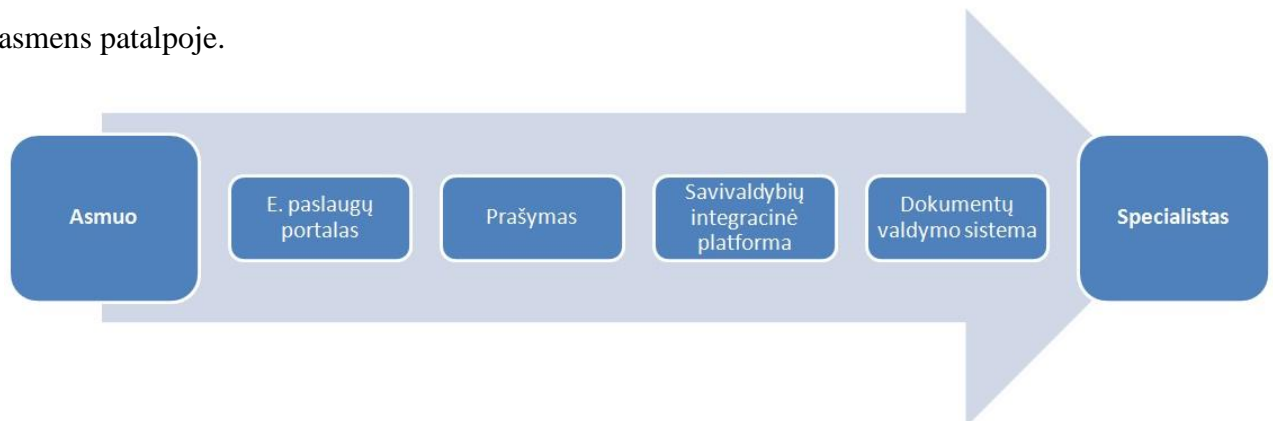 asmens patalpoje.
Asmuo
E. paslaugų
portalas
Prašymas
Savivaldybių
integracinė
platforma
Dokumentų
valdymo sistema
Specialistas